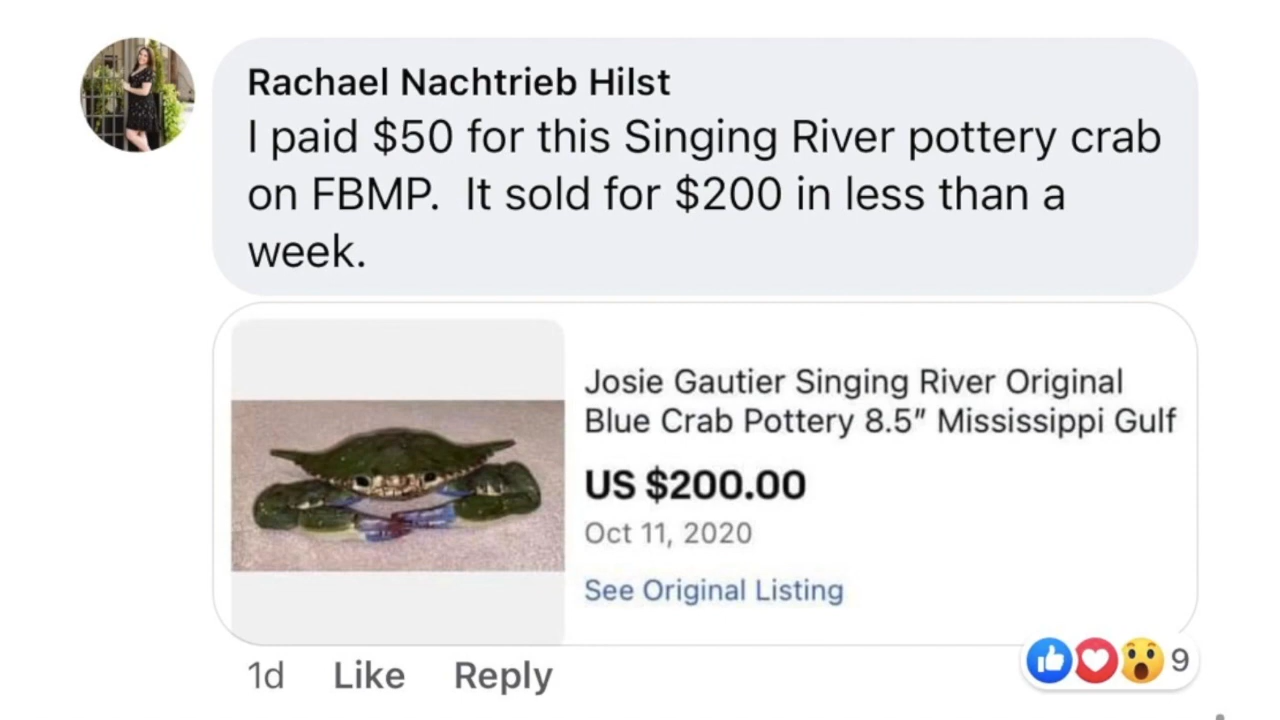 Rachael Nachtrieb Hilst
I paid $50 for this Singing River pottery crab
on FBMP.  It sold for $200 in less than a
week.
Josie Gautier Singing River Original
Blue Crab Pottery 8.5" Mississippi Gulf
US $200.00
Oct 11, 2020
See Original Listing
1d Like Reply 9